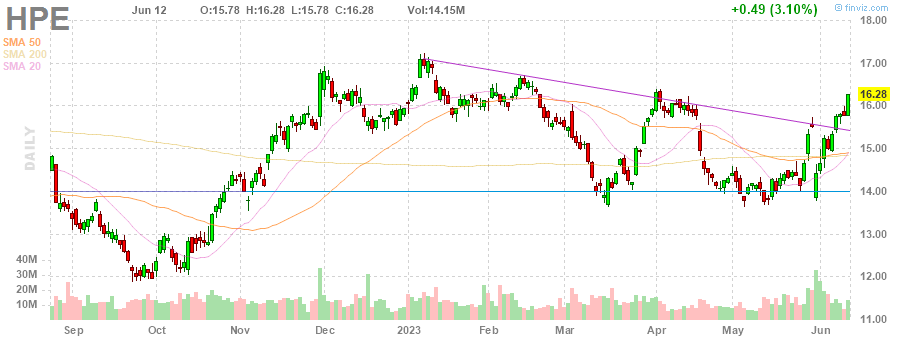 HPE
Jun 12 O:15.78 H:16.28 L:15.78 C:16.28 Vol:14.15M +0.49 (3.10%) © finviz.com
SMA 50
SMA 200
SMA 20
DAILY
18.00
17.00
16.28
16.00
15.00
14.00
13.00
12.00
11.00
40M
30M
20M
10M
Sep Oct Nov Dec 2023 Feb Mar Apr May Jun